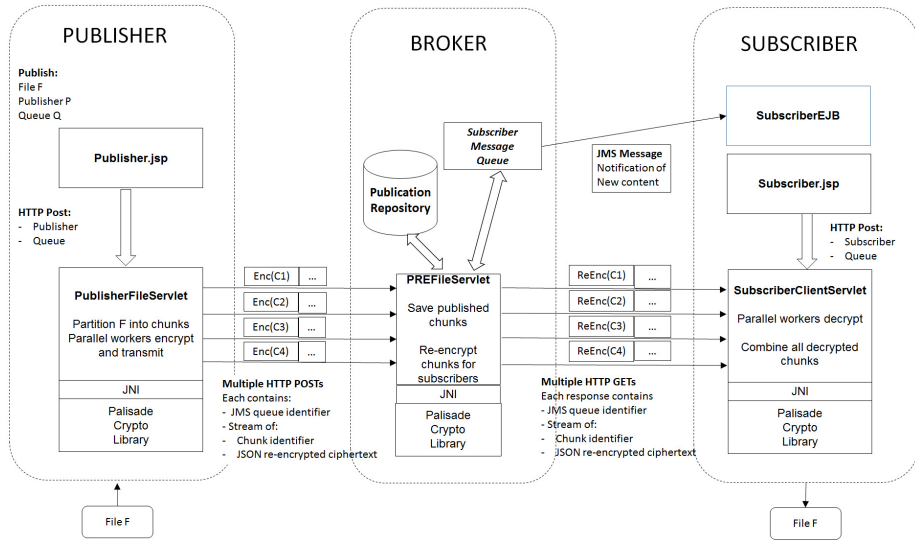 PUBLISHER
Publish:
File F
Publisher P
Queue Q
Publisher.jsp
HTTP Post:
- Publisher
- Queue
PublisherFileServlet
Partition F into chunks
Parallel workers encrypt
and transmit
JNI
Palisade
Crypto
Library
File F
Enc(C1) ...
Enc(C2) ...
Enc(C3) ...
Enc(C4) ...
Multiple HTTP POSTs
Each contains:
- JMS queue identifier
- Stream of:
- Chunk identifier
- JSON re-encrypted ciphertext
BROKER
Subscriber
Message
Queue
Publication
Repository
PREFileServlet
Save published
chunks
Re-encrypt
chunks for
subscribers
JNI
Palisade
Crypto
Library
JMS Message
Notification of
New content
ReEnc(C1) ...
ReEnc(C2) ...
ReEnc(C3) ...
ReEnc(C4) ...
Multiple HTTP GETs
Each response contains
- JMS queue identifier
- Stream of:
- Chunk identifier
- JSON re-encrypted ciphertext
SUBSCRIBER
SubscriberEJB
Subscriber.jsp
HTTP Post:
- Subscriber
- Queue
SubscriberClientServlet
Parallel workers decrypt
Combine all decrypted
chunks
JNI
Palisade
Crypto
Library
File F